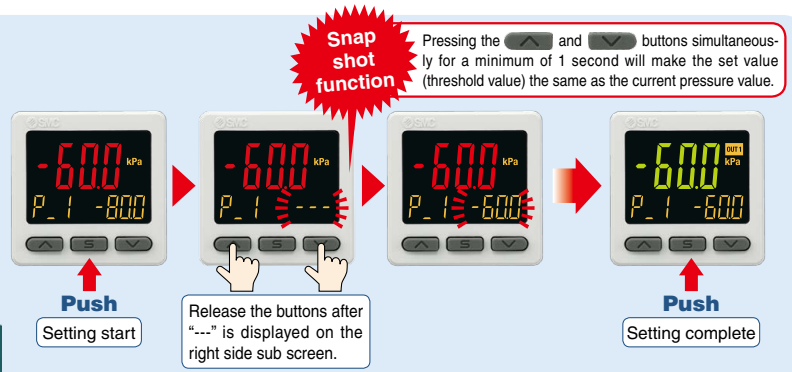 Snap
shot
function
Pressing the and buttons simultaneous-
ly for a minimum of 1 second will make the set value
(threshold value) the same as the current pressure value.
SMC
-60.0 kPa
P_1 -80.0
S
SMC
-60.0 kPa
P_1 ---
S
SMC
-60.0 kPa
P_1 -60.0
S
SMC
OUT1
-60.0 kPa
P_1 -60.0
S
Push
Setting start
Release the buttons after
“---” is displayed on the
right side sub screen.
Push
Setting complete